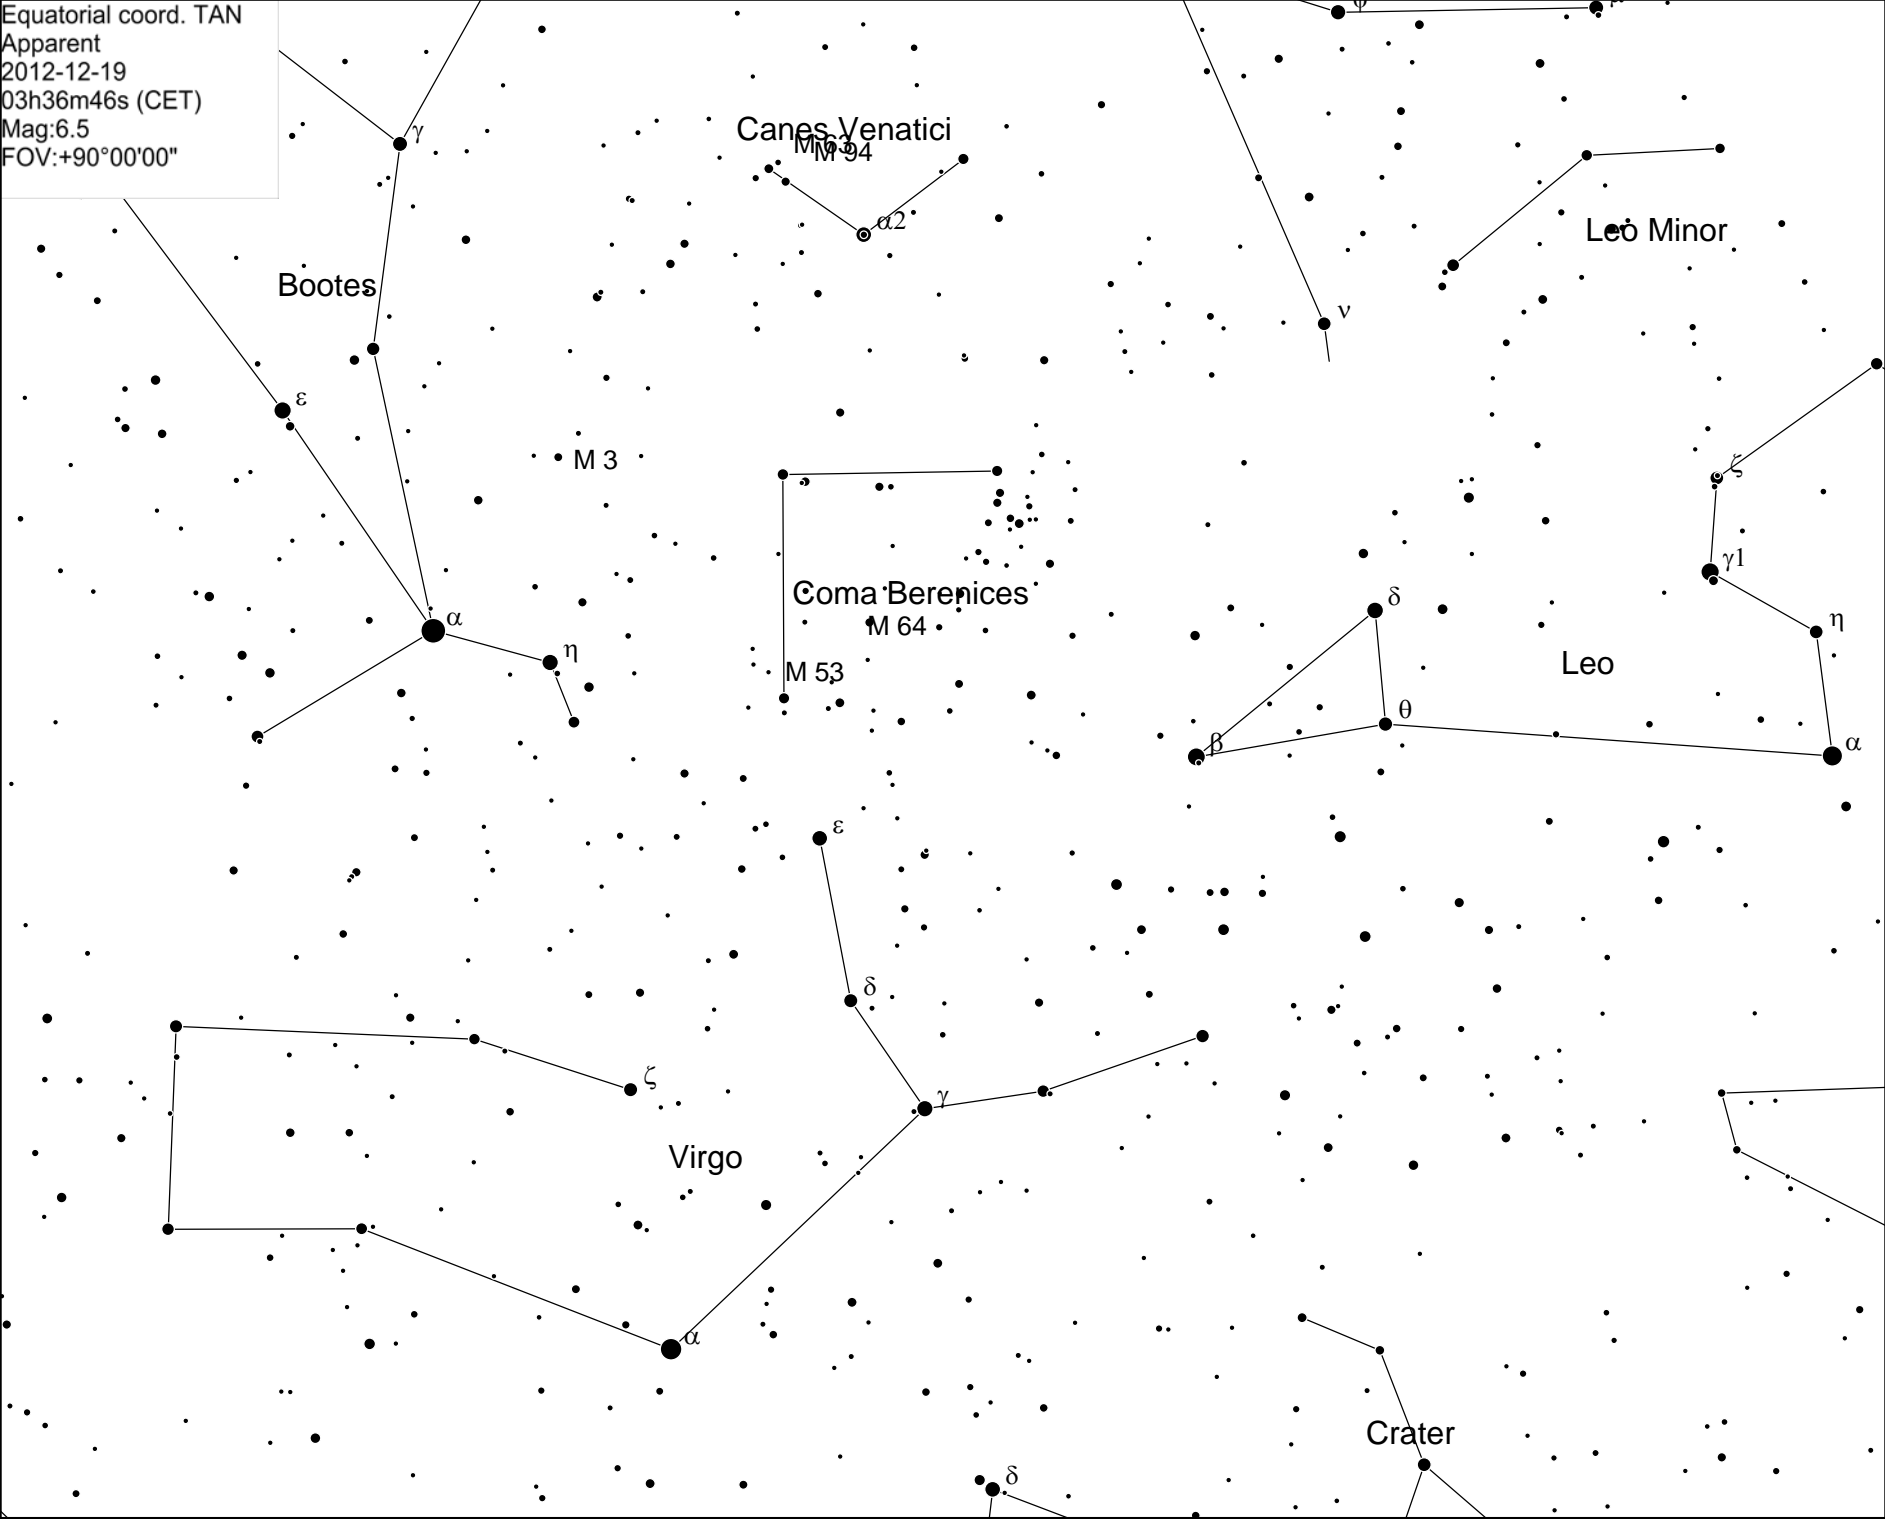 Equatorial coord. TAN
Apparent
2012-12-19
03h36m46s (CET)
Mag:6.5
FOV:+90°00'00"
φ
μ
γ
Canes Venatici
M 63
M 94
α2
Leo Minor
Bootes
ν
ε
M 3
ζ
γ1
Coma Berenices
δ
α
M 64
η
η
Leo
M 53
θ
β
α
ε
δ
ζ
γ
Virgo
α
Crater
δ